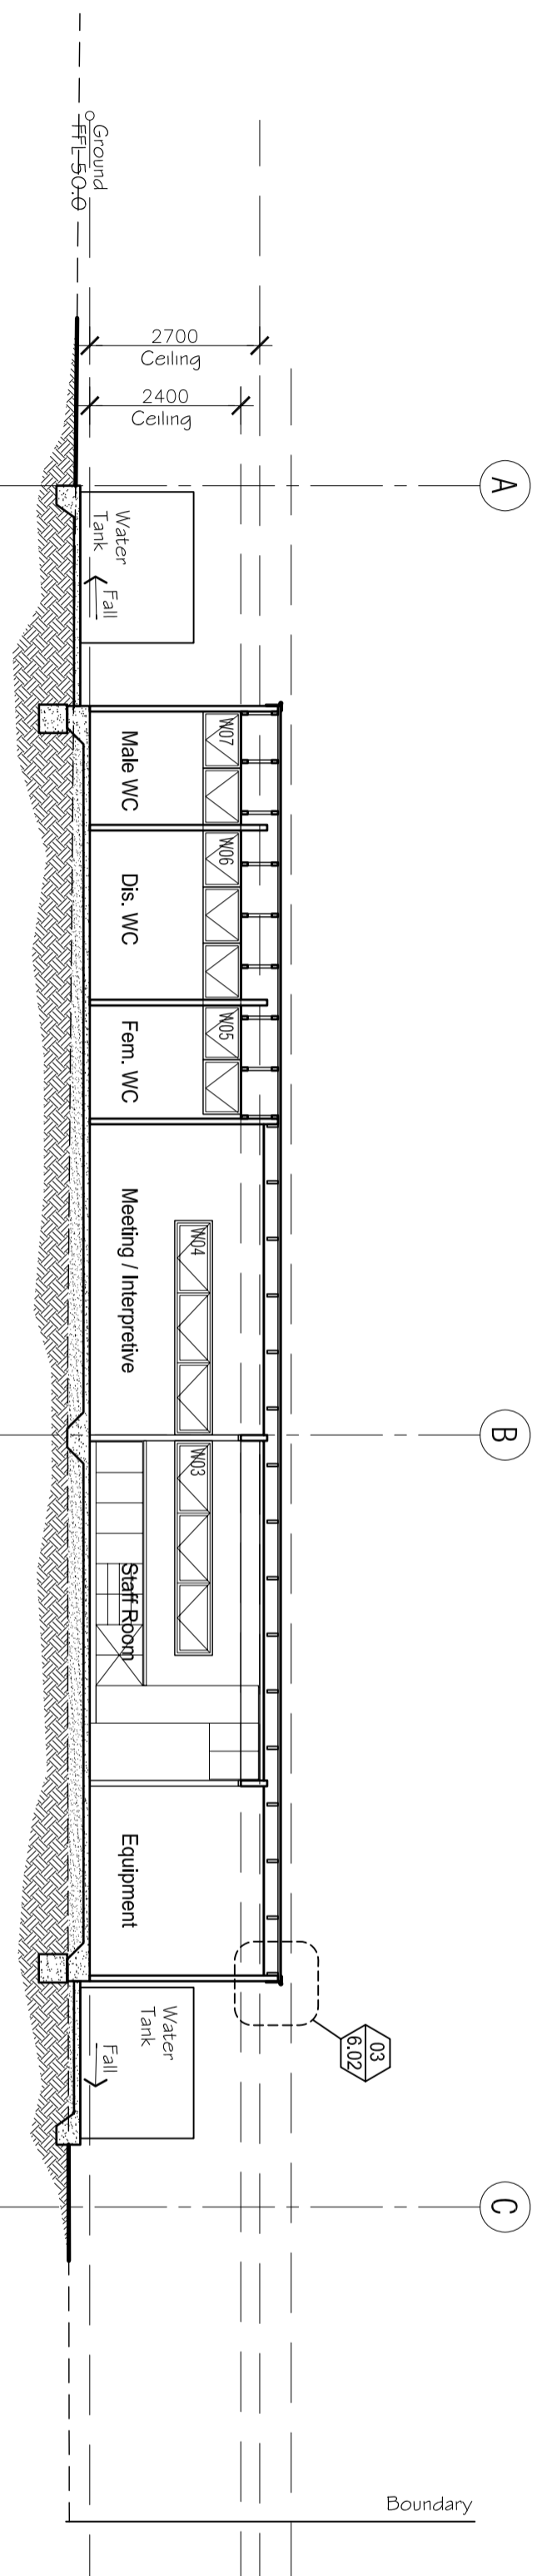 A
B
C
03
6.02
Boundary
2700
Ceiling
2400
Ceiling
Ground
FFL 50.0
Water
Tank
Fall
W07
W06
W05
W04
W03
Male WC
Dis. WC
Fem. WC
Meeting / Interpretive
Staff Room
Equipment
Water
Tank
Fall